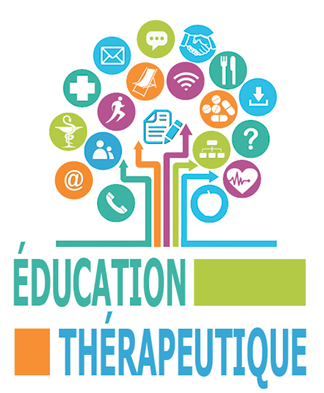 @
?
ÉDUCATION
THÉRAPEUTIQUE